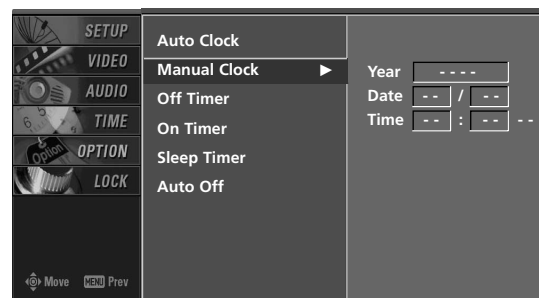 SETUP
VIDEO
AUDIO
TIME
OPTION
LOCK
Move MENU Prev
Auto Clock
Manual Clock ▶
Off Timer
On Timer
Sleep Timer
Auto Off
Year - - - -
Date - - / - -
Time - - : - - - -